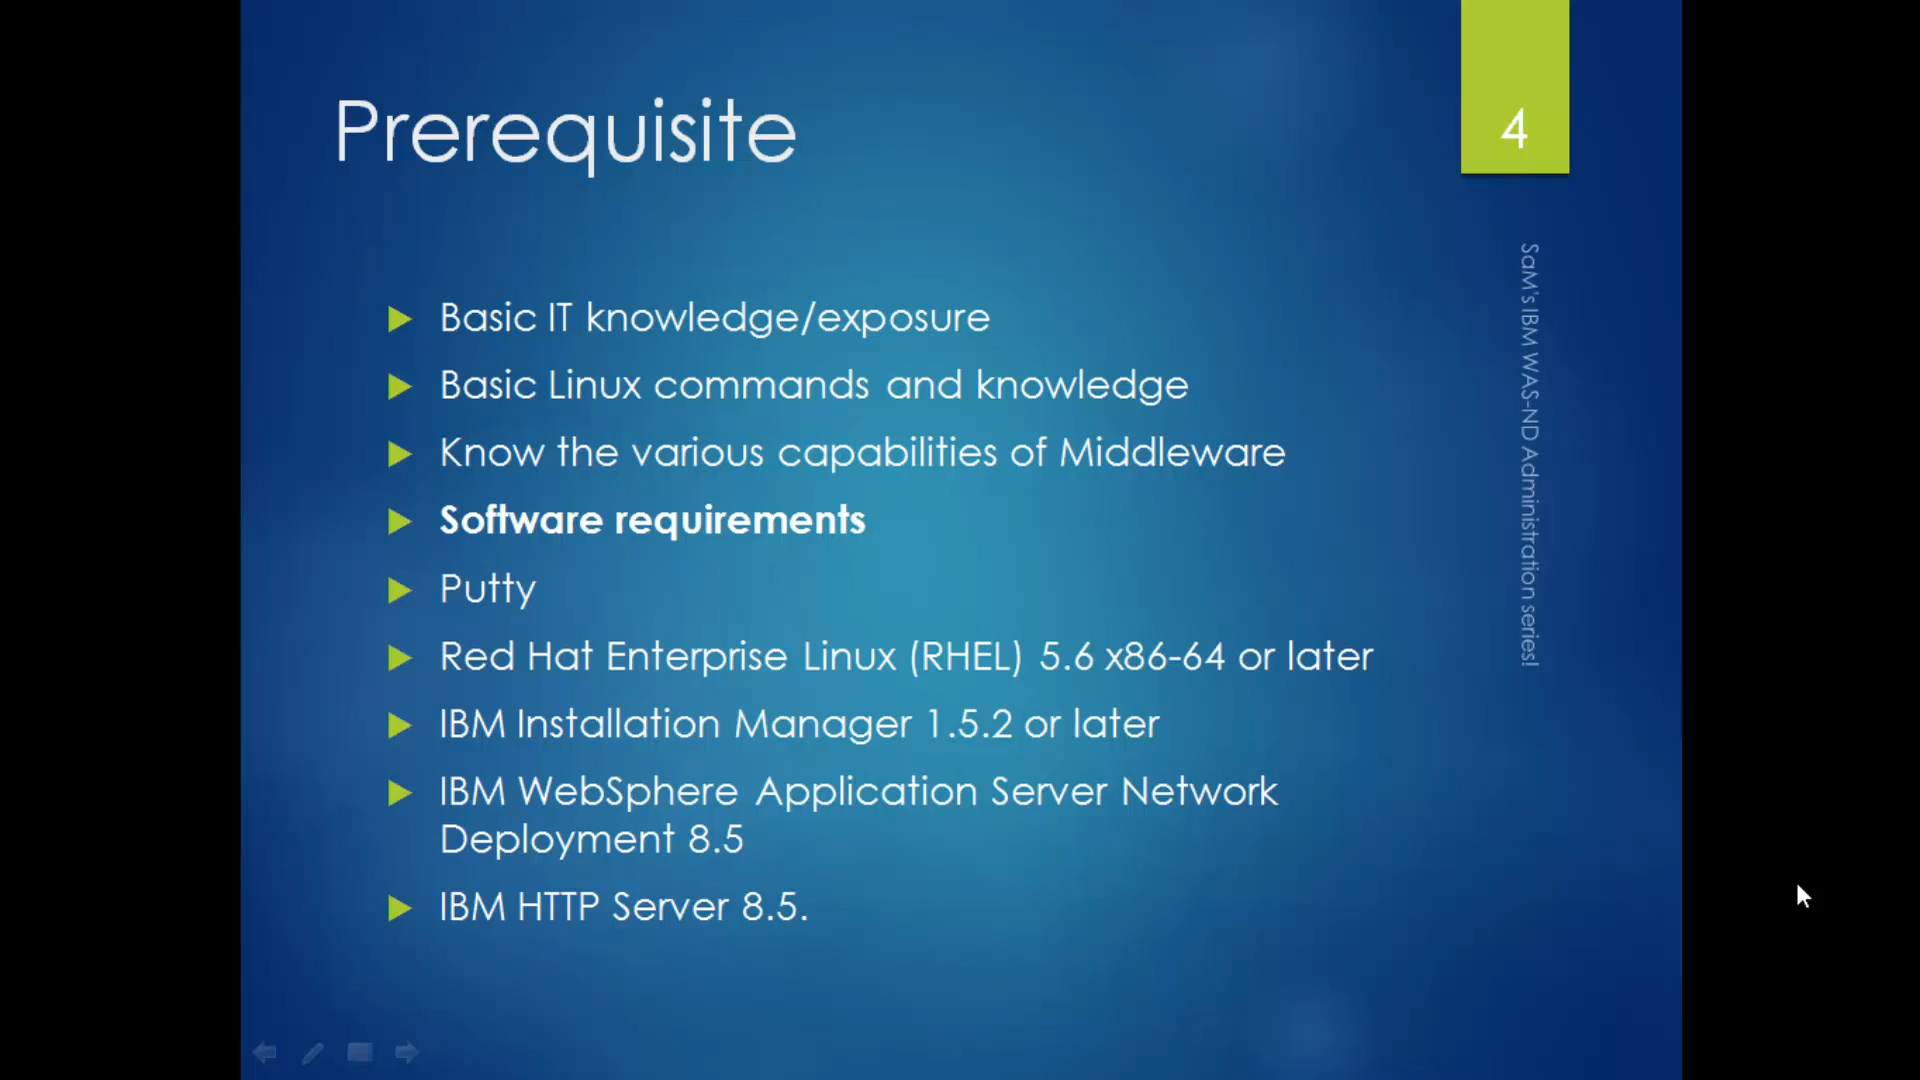 Prerequisite
4
Basic IT knowledge/exposure
Basic Linux commands and knowledge
Know the various capabilities of Middleware
Software requirements
Putty
Red Hat Enterprise Linux (RHEL) 5.6 x86-64 or later
IBM Installation Manager 1.5.2 or later
IBM WebSphere Application Server Network
Deployment 8.5
IBM HTTP Server 8.5.
SaM's IBM WAS-ND Administration series!